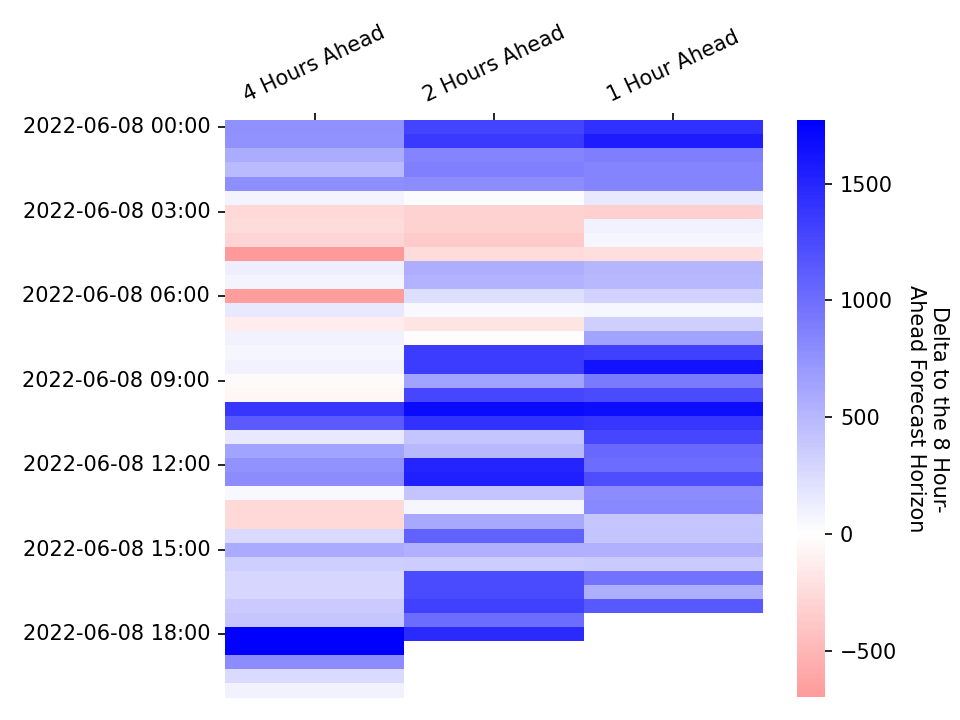 4 Hours Ahead
2 Hours Ahead
1 Hour Ahead
2022-06-08 00:00
2022-06-08 03:00
2022-06-08 06:00
2022-06-08 09:00
2022-06-08 12:00
2022-06-08 15:00
2022-06-08 18:00
1500
1000
500
0
−500
Delta to the 8 Hour-
Ahead Forecast Horizon